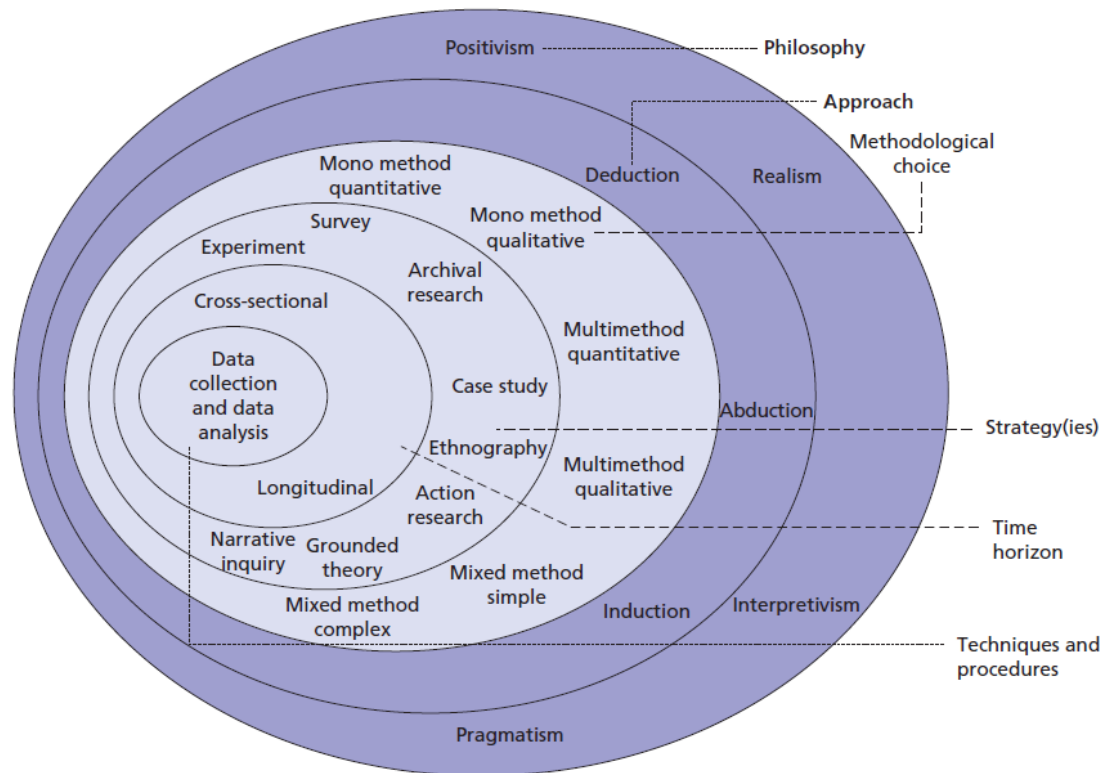 Positivism
Philosophy
Approach
Methodological
choice
Mono method
quantitative
Deduction
Realism
Survey
Mono method
qualitative
Experiment
Archival
research
Cross-sectional
Multimethod
quantitative
Data
collection
and data
analysis
Case study
Abduction
Strategy(ies)
Ethnography
Multimethod
qualitative
Longitudinal
Action
research
Time
horizon
Narrative
inquiry
Grounded
theory
Mixed method
simple
Mixed method
complex
Induction
Interpretivism
Techniques and
procedures
Pragmatism